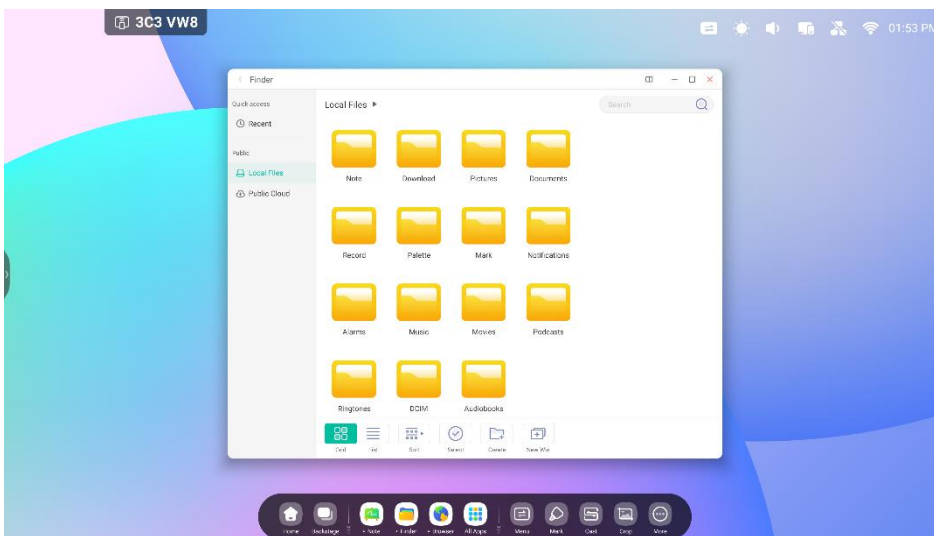 3C3 VW8
01:53 PM
Finder
Quick access
Local Files
Search
Recent
Public
Local Files
Public Cloud
Note Download Pictures Documents
Record Palette Mark Notifications
Alarms Music Movies Podcasts
Ringtones DCIM Audiobooks
Grid list Sort Select Create New Win
Home Backstage Note Finder Browser All Apps Menu Mark Cast Crop More